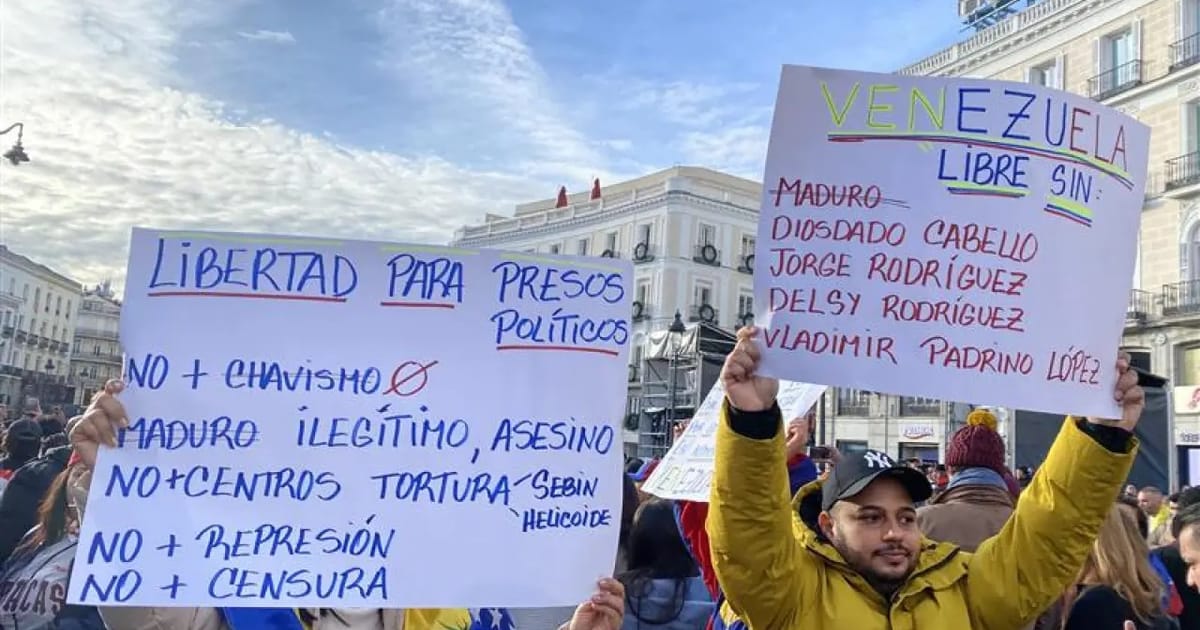 LIBERTAD PARA PRESOS
POLÍTICOS
NO + CHAVISMO
MADURO ILEGÍTIMO, ASESINO
NO + CENTROS TORTURA SEBIN
HELICOIDE
NO + REPRESIÓN
NO + CENSURA
VENEZUELA
LIBRE SIN:
MADURO
DIOSDADO CABELLO
JORGE RODRÍGUEZ
DELSY RODRÍGUEZ
VLADIMIR PADRINO LÓPEZ
NY